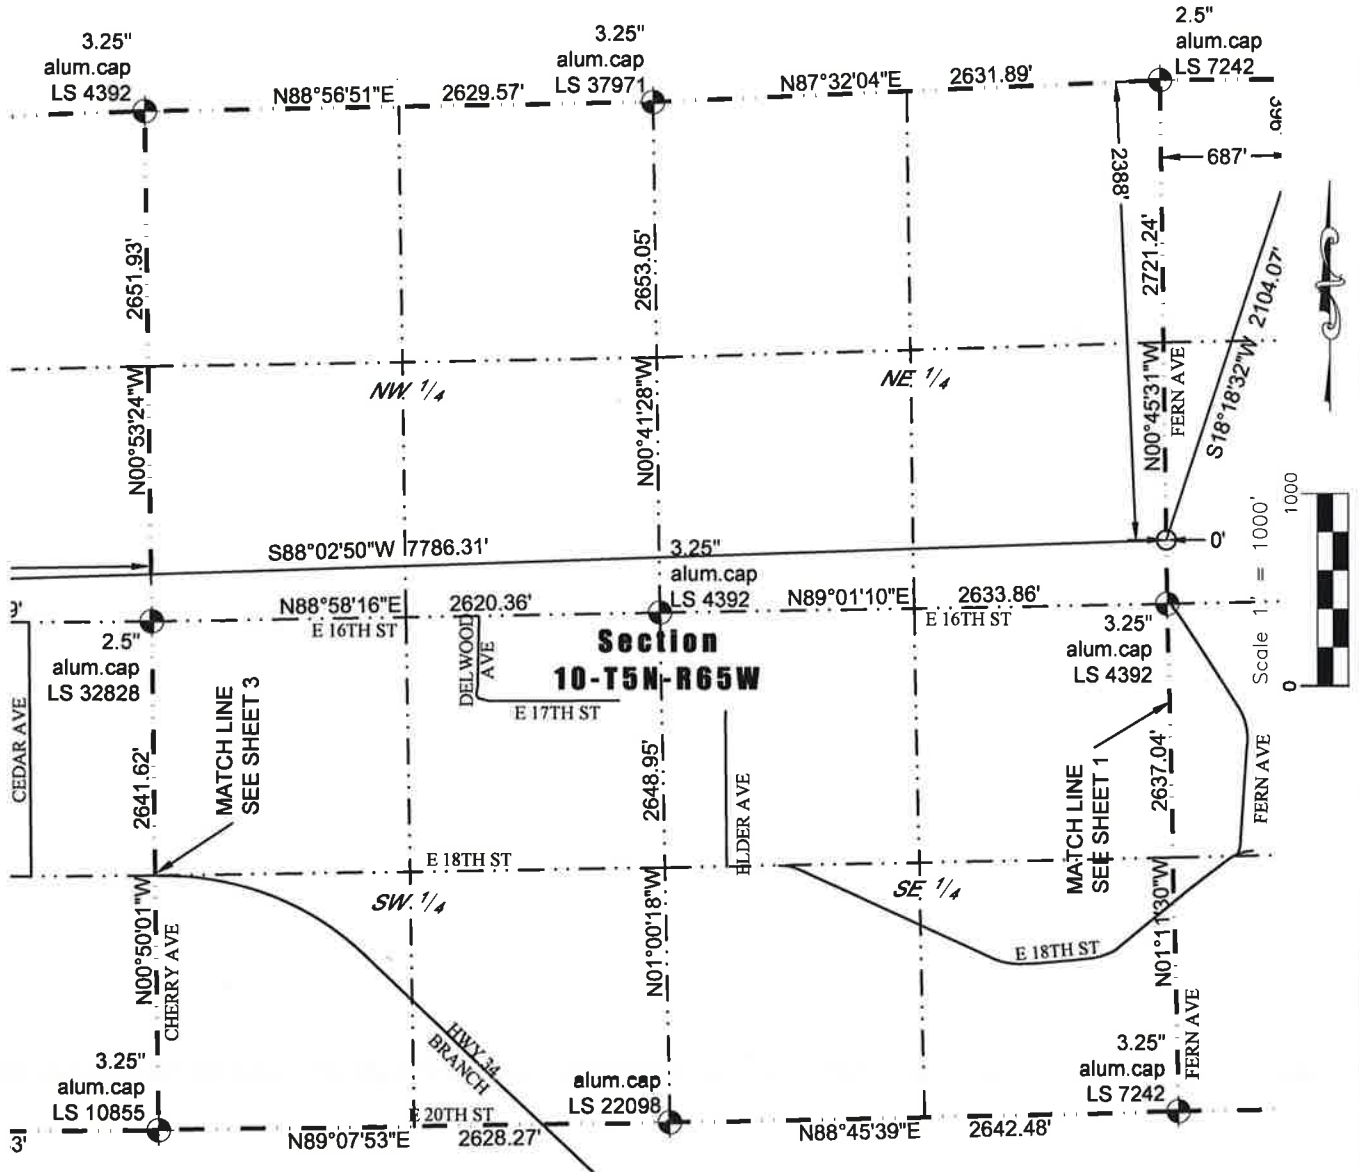 3.25"
alum.cap
LS 4392
3.25"
alum.cap
LS 37971
2.5"
alum.cap
LS 7242
N88°56'51"E 2629.57'
N87°32'04"E 2631.89'
396'
687'
2388'
2651.93'
2653.05'
2721.24'
S18°18'32"W 2104.07'
NW 1/4
NE 1/4
N00°53'24"W
N00°41'28"W
N00°45'31"W
FERN AVE
S88°02'50"W 7786.31'
0'
Scale 1" = 1000'
1000
0
3.25"
alum.cap
LS 4392
9'
N88°58'16"E 2620.36'
N89°01'10"E 2633.86'
E 16TH ST
E 16TH ST
2.5"
alum.cap
LS 32828
DELWOOD
AVE
Section
10-T5N-R65W
E 17TH ST
3.25"
alum.cap
LS 4392
MATCH LINE
SEE SHEET 3
CEDAR AVE
2641.62'
2648.95'
HLDER AVE
MATCH LINE
SEE SHEET 1
2637.04'
FERN AVE
E 18TH ST
SW 1/4
SE 1/4
N00°50'01"W
CHERRY AVE
N01°00'18"W
E 18TH ST
N01°11'30"W
FERN AVE
HWY 34
BRANCH
3.25"
alum.cap
LS 10855
alum.cap
LS 22098
3.25"
alum.cap
LS 7242
E 20TH ST
3'
N89°07'53"E 2628.27'
N88°45'39"E 2642.48'